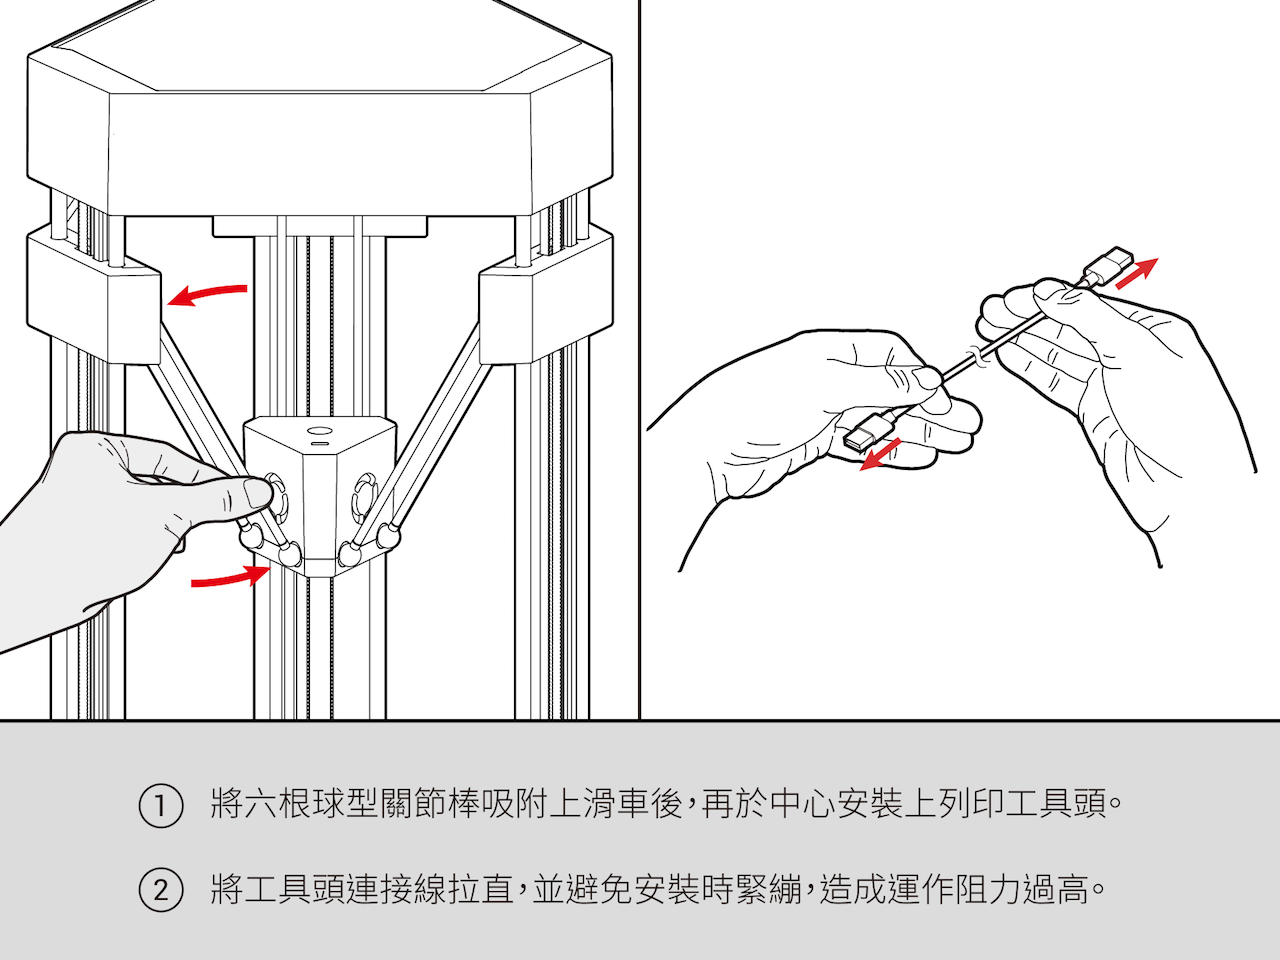 ① 將六根球型關節棒吸附上滑車後，再於中心安裝上列印工具頭。
② 將工具頭連接線拉直，並避免安裝時緊繃，造成運作阻力過高。